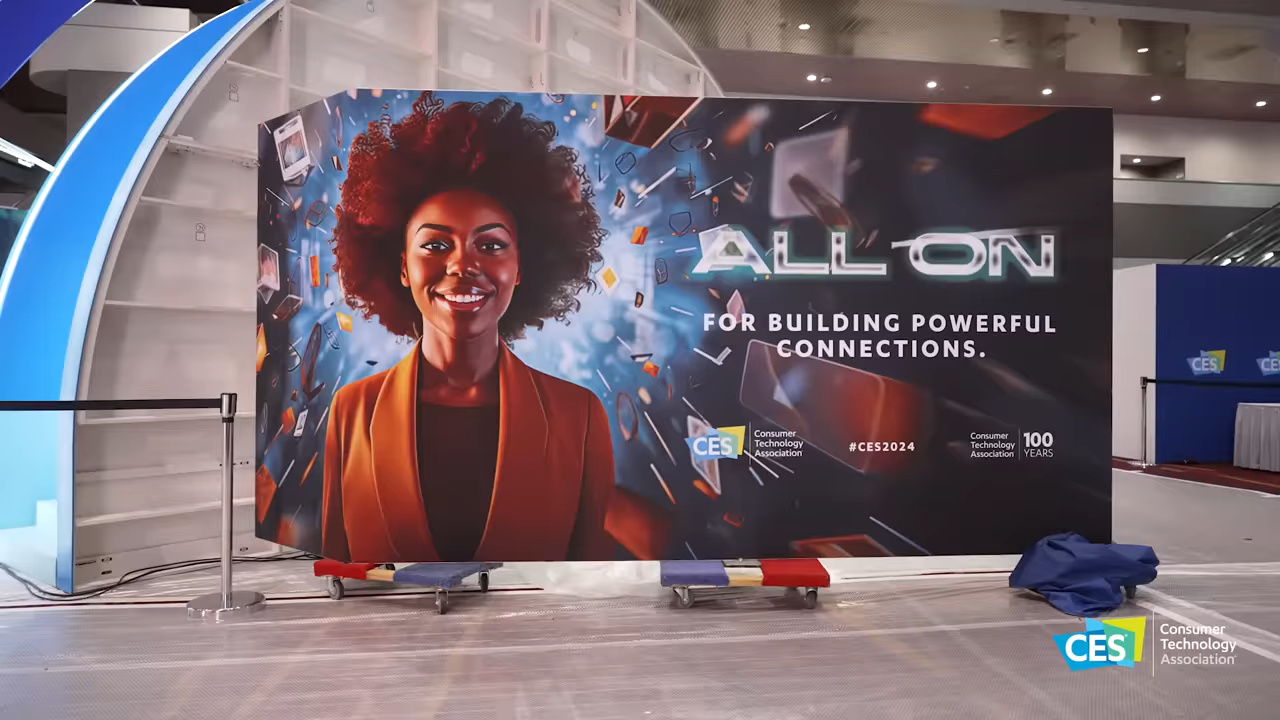 ALL ON
FOR BUILDING POWERFUL
CONNECTIONS.
CES
Consumer
Technology
Association
#CES2024
Consumer
Technology
Association
100
YEARS
CES
CES
Consumer
Technology
Association